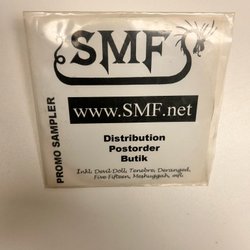 SMF
www.SMF.net
PROMO SAMPLER
Distribution
Postorder
Butik
Inkl. Devil Doll, Tenebre, Deranged,
Five Fifteen, Meshuggah, mfl.